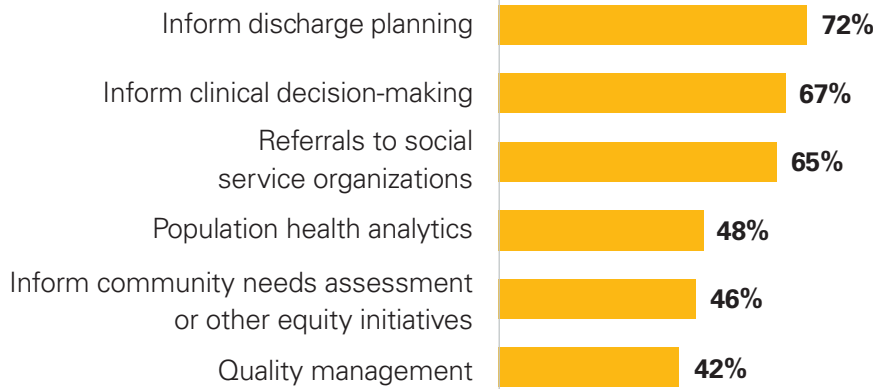 Inform discharge planning 72%
Inform clinical decision-making 67%
Referrals to social
service organizations 65%
Population health analytics 48%
Inform community needs assessment
or other equity initiatives 46%
Quality management 42%